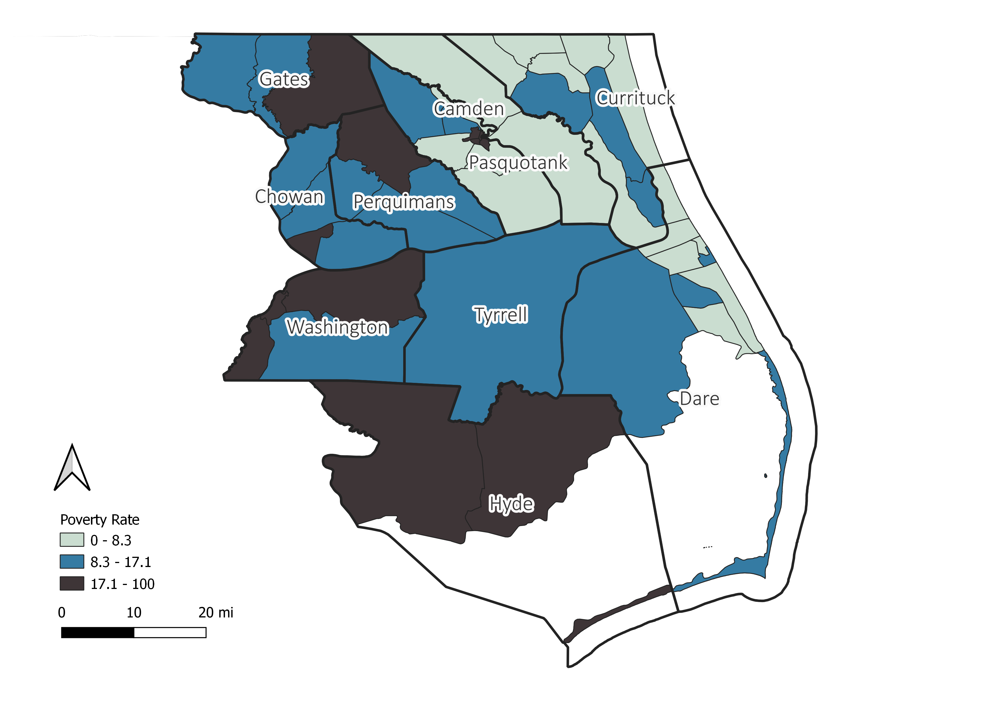 Gates
Currituck
Camden
Pasquotank
Chowan
Perquimans
Tyrrell
Washington
Dare
Hyde
Poverty Rate
0 - 8.3
8.3 - 17.1
17.1 - 100
0 10 20 mi